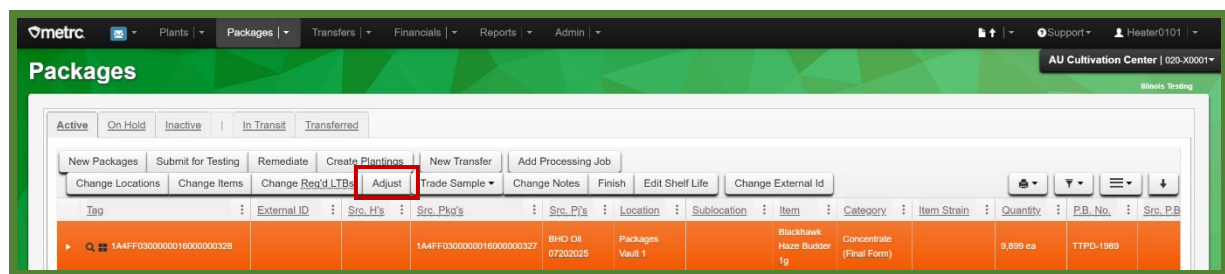 metrc. Plants | Packages | Transfers | Financials | Reports | Admin | Support Heater0101 |
Packages
AU Cultivation Center | 020-X0001
Illinois Testing
Active On Hold Inactive | In Transit Transferred
New Packages Submit for Testing Remediate Create Plantings New Transfer Add Processing Job
Change Locations Change Items Change Req'd LTBs Adjust Trade Sample Change Notes Finish Edit Shelf Life Change External Id
Tag External ID Src. H's Src. Pkg's Src. Pj's Location Sublocation Item Category Item Strain Quantity P.B. No. Src. P.B
1A4FF0300000016000000328 1A4FF0300000016000000327 BHO Oil 07202025 Packages Vault 1 Blackhawk Haze Budder 1g Concentrate (Final Form) 9,899 ea TTPD-1989